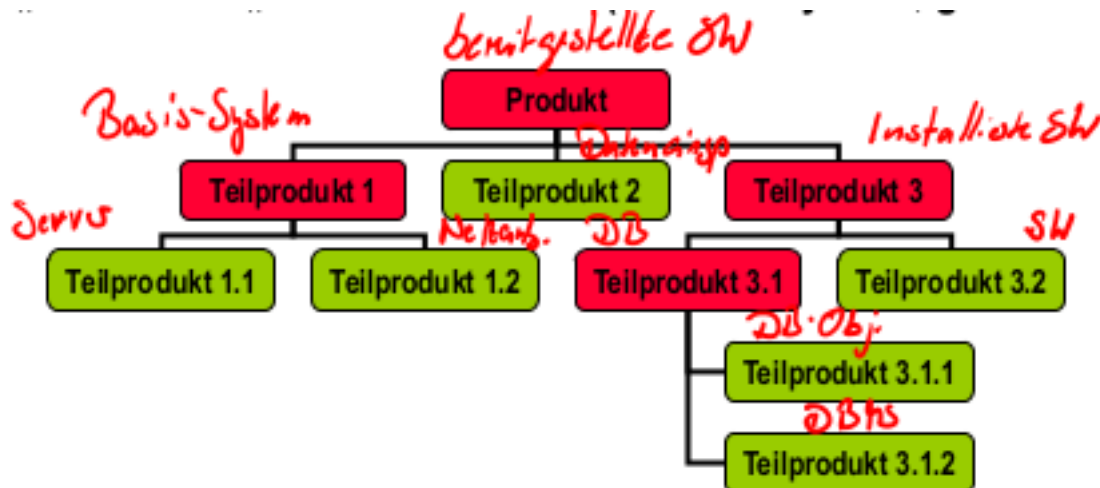 bereitgestellte SW
Produkt
Basis-System
Installierte SW
Teilprodukt 1
Teilprodukt 2
Teilprodukt 3
Server
DB
SW
Teilprodukt 1.1
Teilprodukt 1.2
Teilprodukt 3.1
Teilprodukt 3.2
DB-Obj.
Teilprodukt 3.1.1
DBMS
Teilprodukt 3.1.2